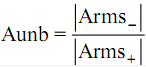 Aunb = |Arms₋| / |Arms₊|